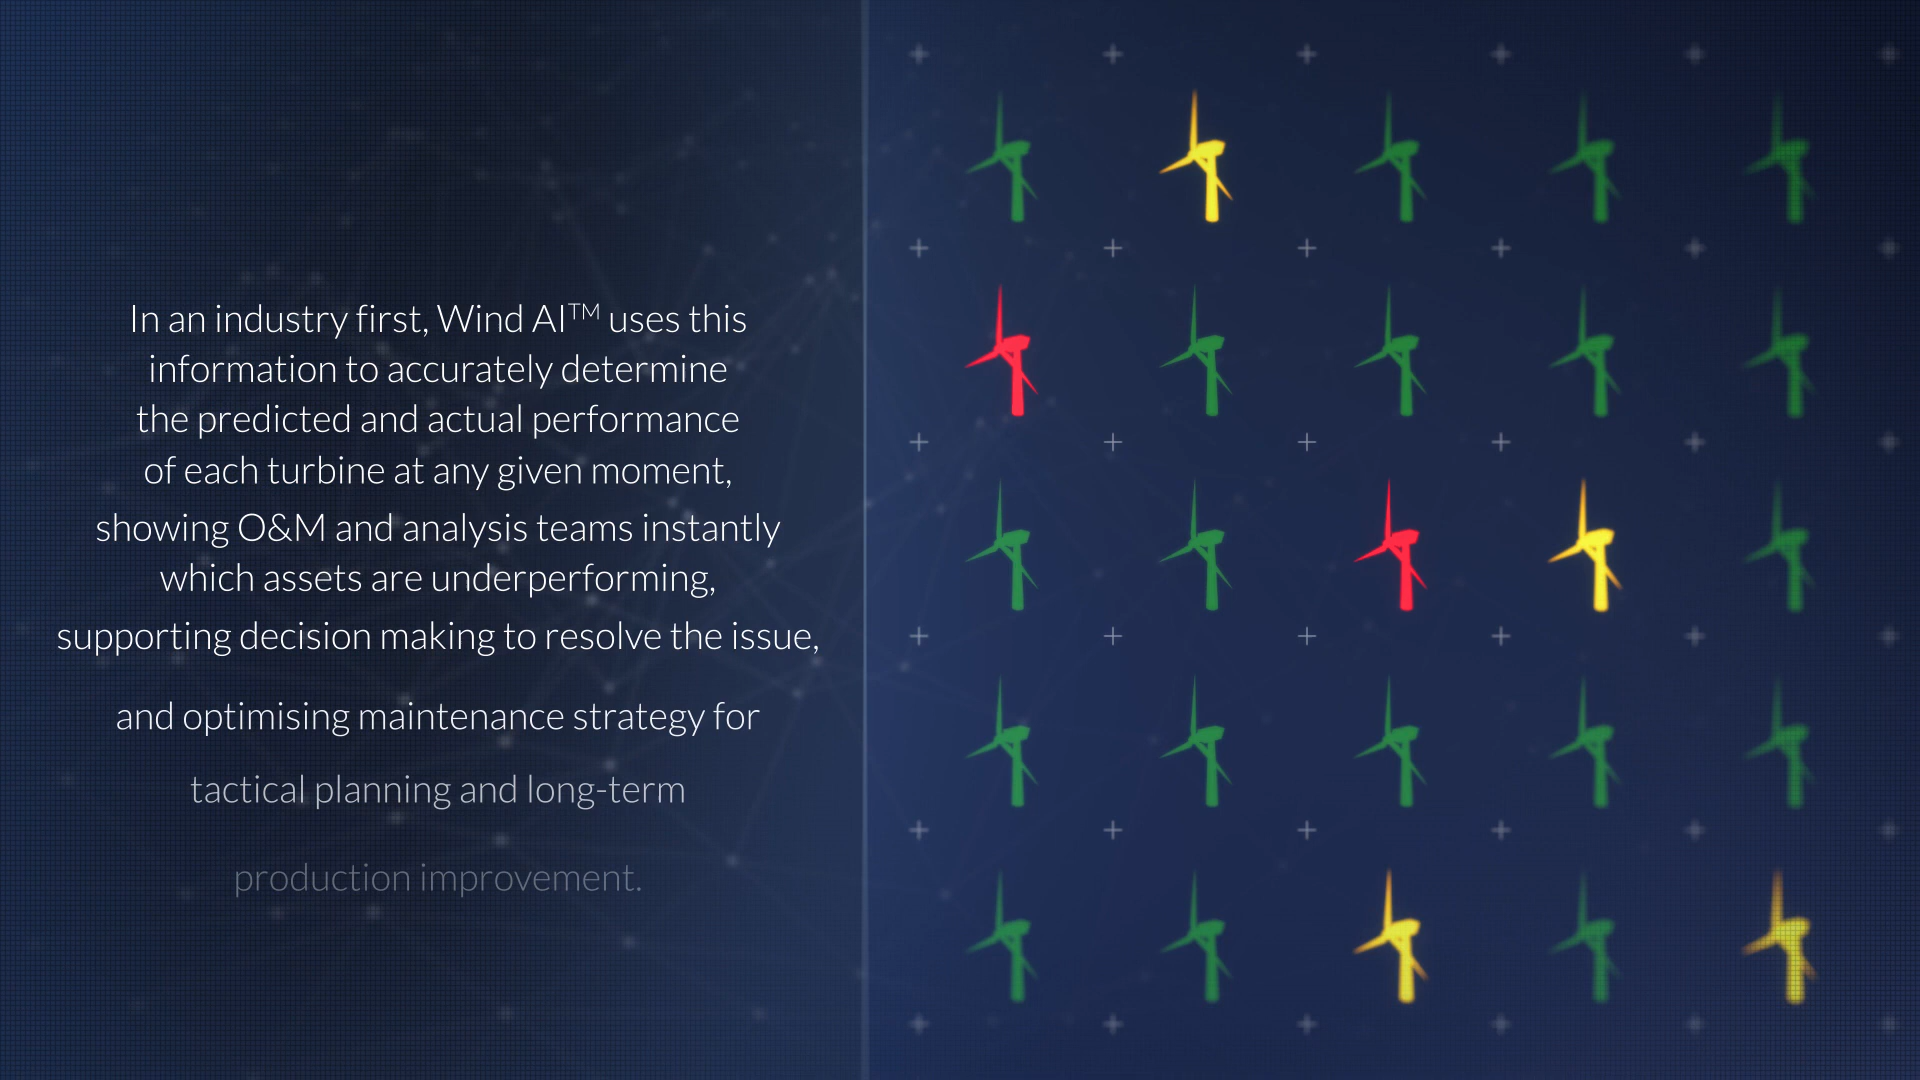 In an industry first, Wind AI™ uses this
information to accurately determine
the predicted and actual performance
of each turbine at any given moment,
showing O&M and analysis teams instantly
which assets are underperforming,
supporting decision making to resolve the issue,
and optimising maintenance strategy for
tactical planning and long-term
production improvement.